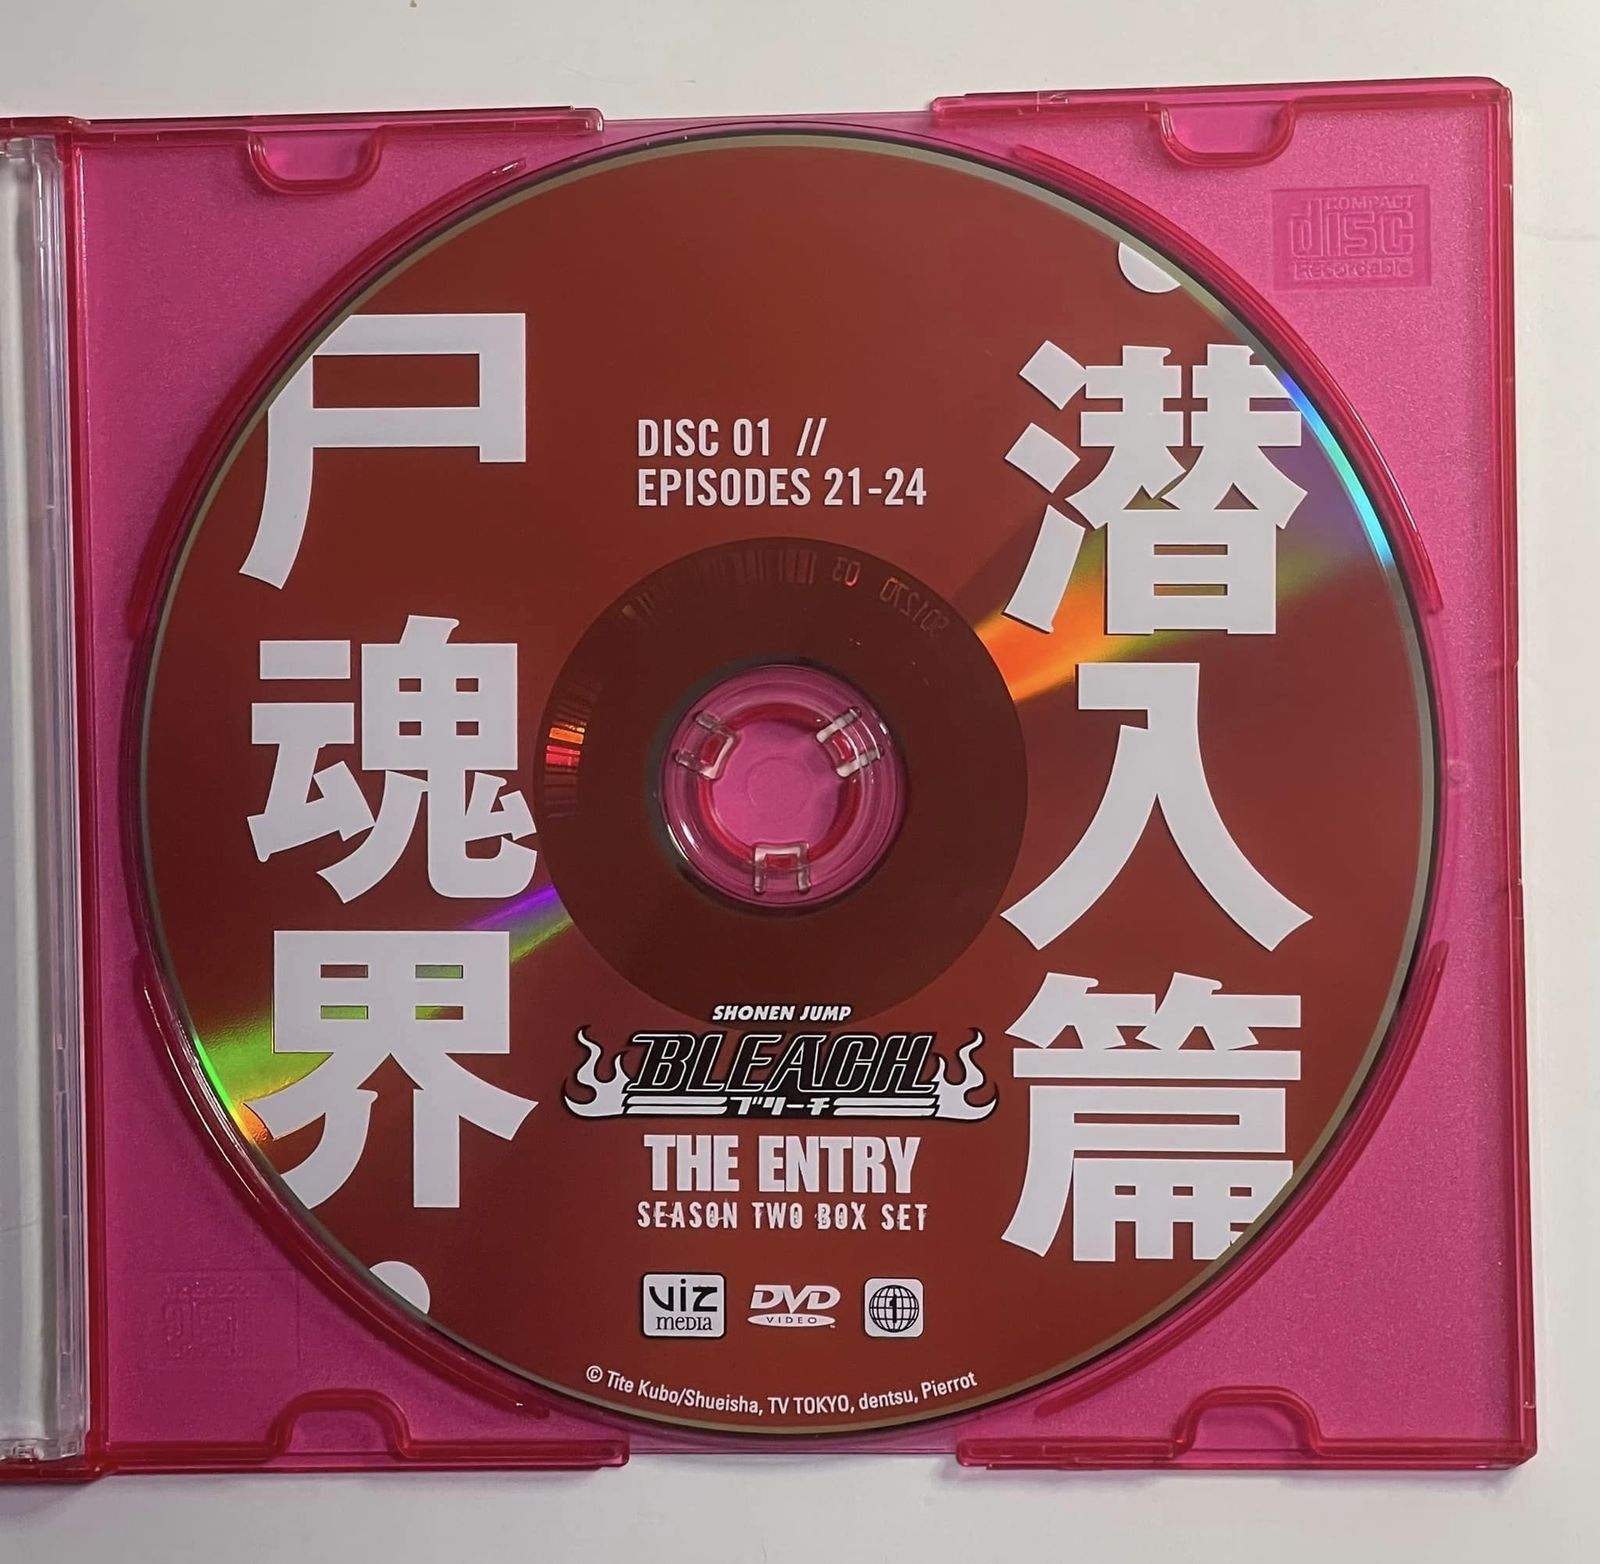 COMPACT
disc
Recordable
DISC 01 //
EPISODES 21-24
尸魂界
潜入篇
SHONEN JUMP
BLEACH
ブリーチ
THE ENTRY
SEASON TWO BOX SET
VIZ
MEDIA
DVD
VIDEO
1
© Tite Kubo/Shueisha, TV TOKYO, dentsu, Pierrot